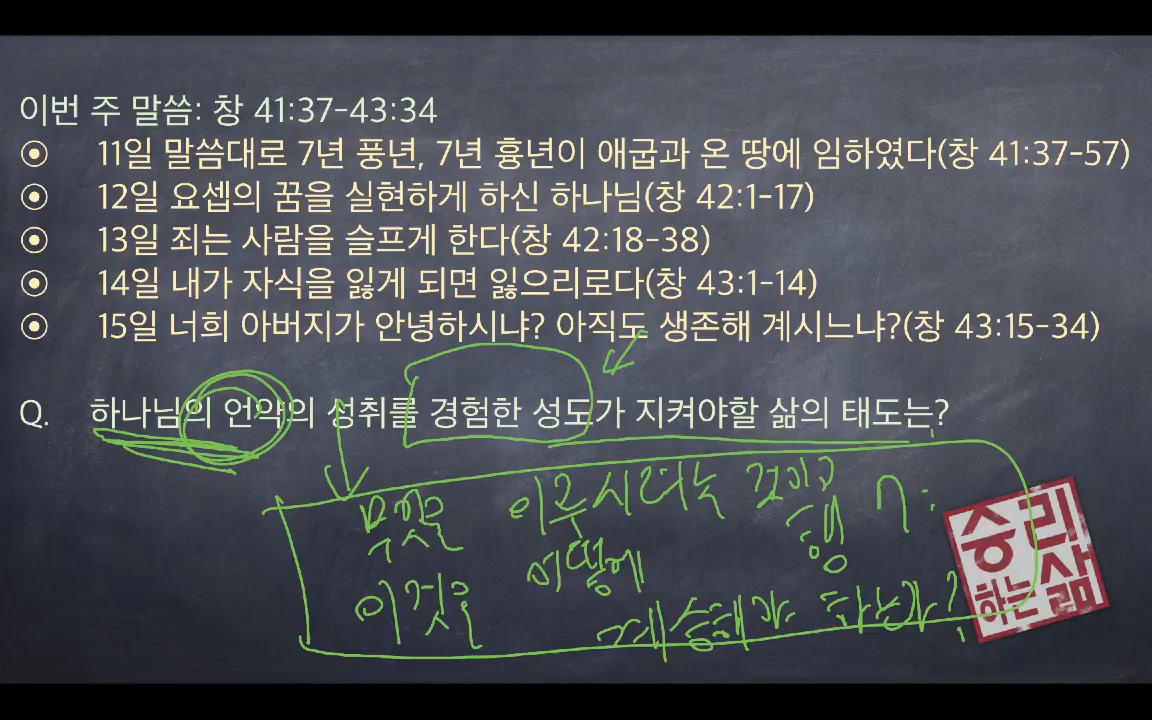 이번 주 말씀: 창 41:37-43:34
⦿ 11일 말씀대로 7년 풍년, 7년 흉년이 애굽과 온 땅에 임하였다(창 41:37-57)
⦿ 12일 요셉의 꿈을 실현하게 하신 하나님(창 42:1-17)
⦿ 13일 죄는 사람을 슬프게 한다(창 42:18-38)
⦿ 14일 내가 자식을 잃게 되면 잃으리로다(창 43:1-14)
⦿ 15일 너희 아버지가 안녕하시냐? 아직도 생존해 계시느냐?(창 43:15-34)
Q. 하나님의 언약의 성취를 경험한 성도가 지켜야할 삶의 태도는?
무엇을 이루시려는 것이고
이것을 어떻게 계승해가 하는가?
승리
하는 삶